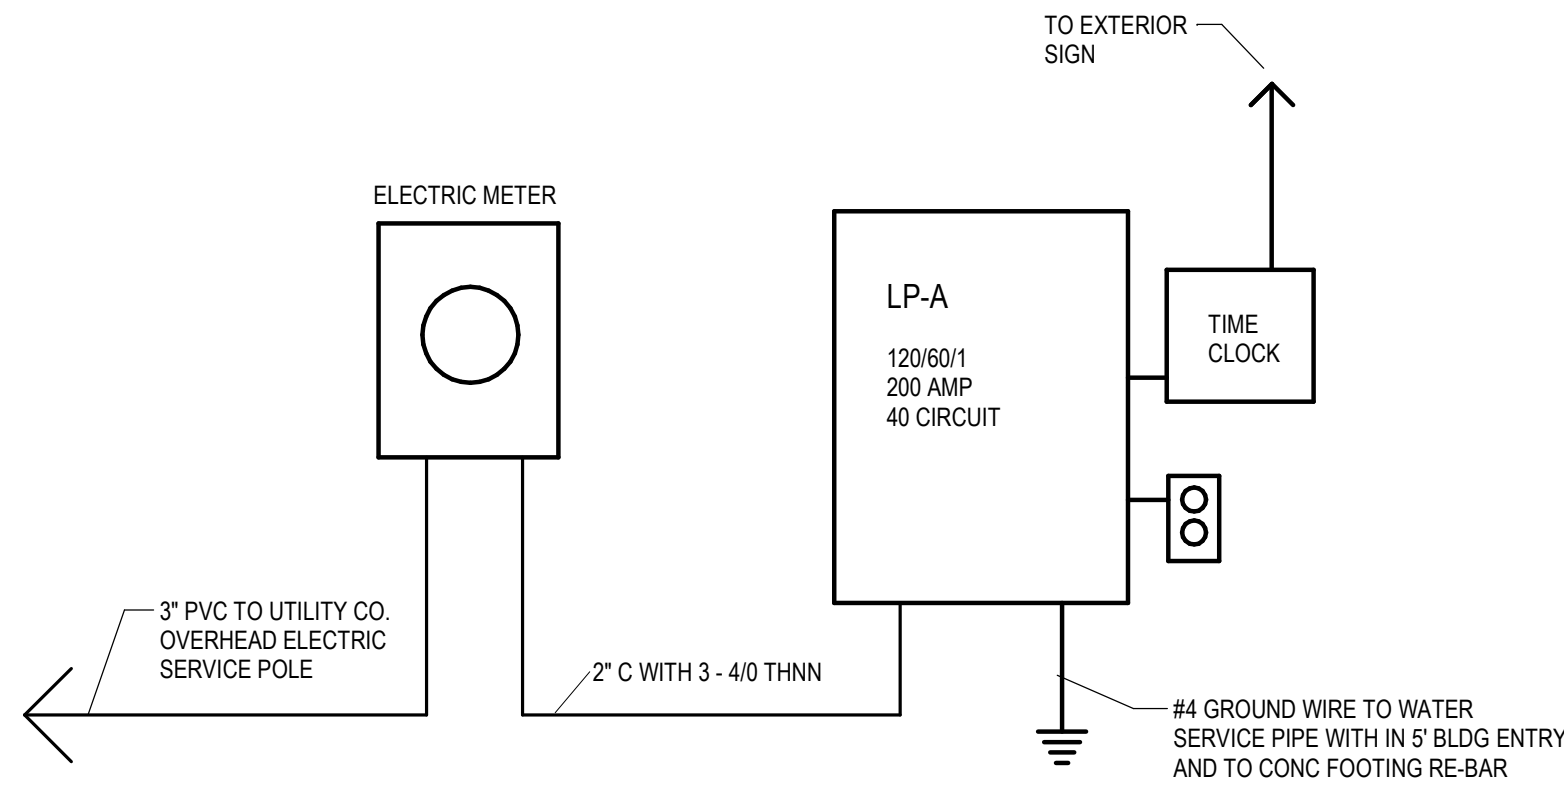 TO EXTERIOR
SIGN
ELECTRIC METER
LP-A
120/60/1
200 AMP
40 CIRCUIT
TIME
CLOCK
3" PVC TO UTILITY CO.
OVERHEAD ELECTRIC
SERVICE POLE
2" C WITH 3 - 4/0 THNN
#4 GROUND WIRE TO WATER
SERVICE PIPE WITH IN 5' BLDG ENTRY
AND TO CONC FOOTING RE-BAR